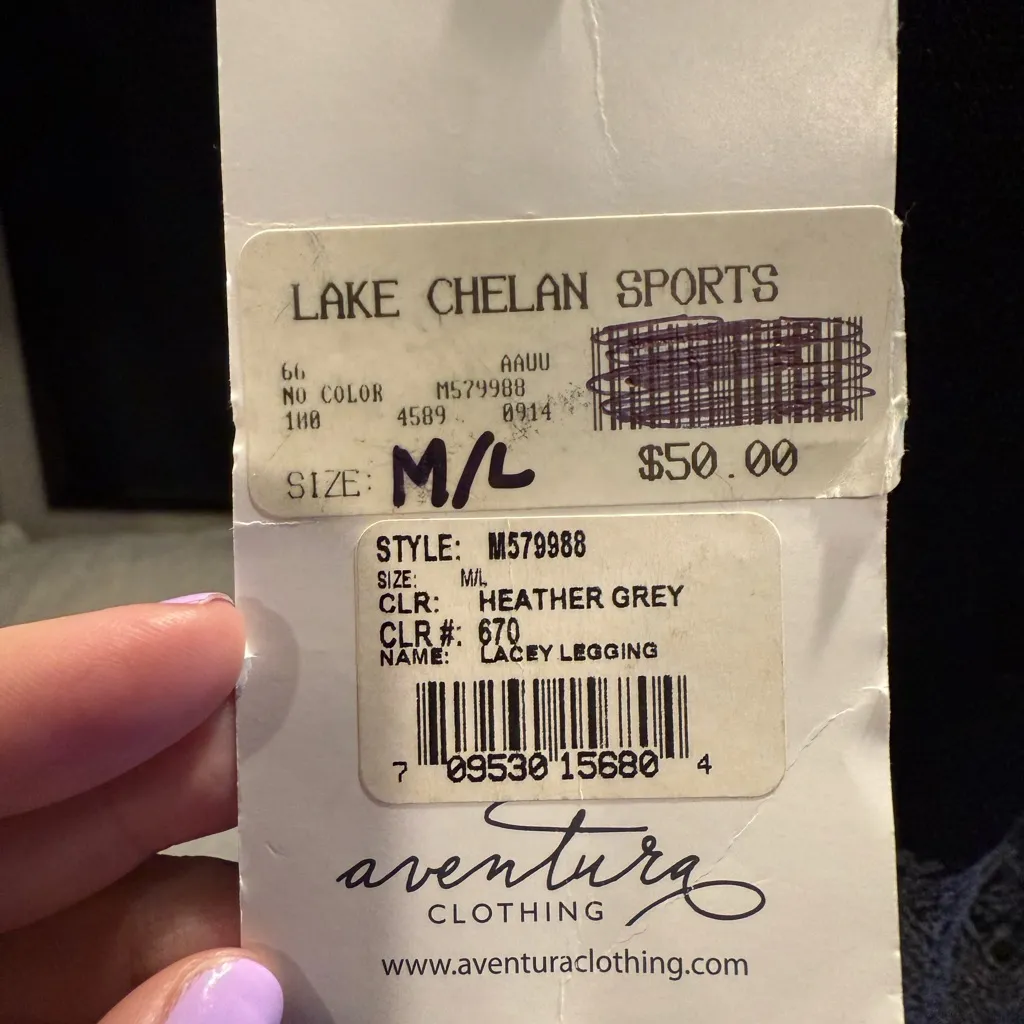 LAKE CHELAN SPORTS
66 AAUU
NO COLOR M579988
100 4589 0914
SIZE: M/L $50.00
STYLE: M579988
SIZE: M/L
CLR: HEATHER GREY
CLR #: 670
NAME: LACEY LEGGING
7 09530 15680 4
aventura
CLOTHING
www.aventuraclothing.com